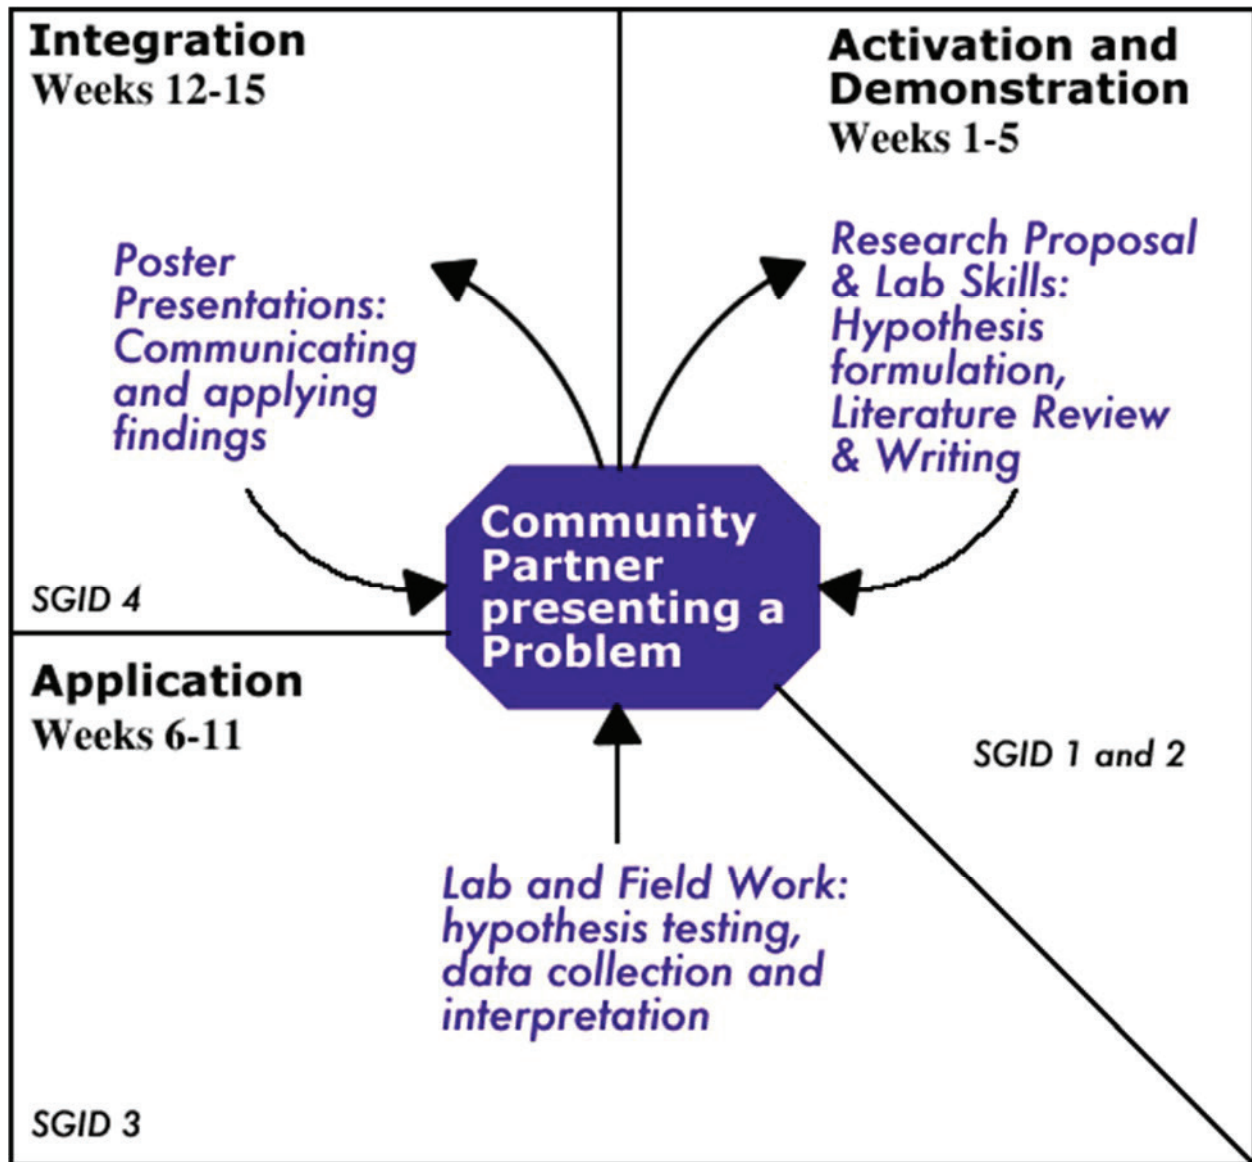 Integration
Weeks 12-15
Poster
Presentations:
Communicating
and applying
findings
SGID 4
Activation and
Demonstration
Weeks 1-5
Research Proposal
& Lab Skills:
Hypothesis
formulation,
Literature Review
& Writing
SGID 1 and 2
Community
Partner
presenting a
Problem
Application
Weeks 6-11
Lab and Field Work:
hypothesis testing,
data collection and
interpretation
SGID 3